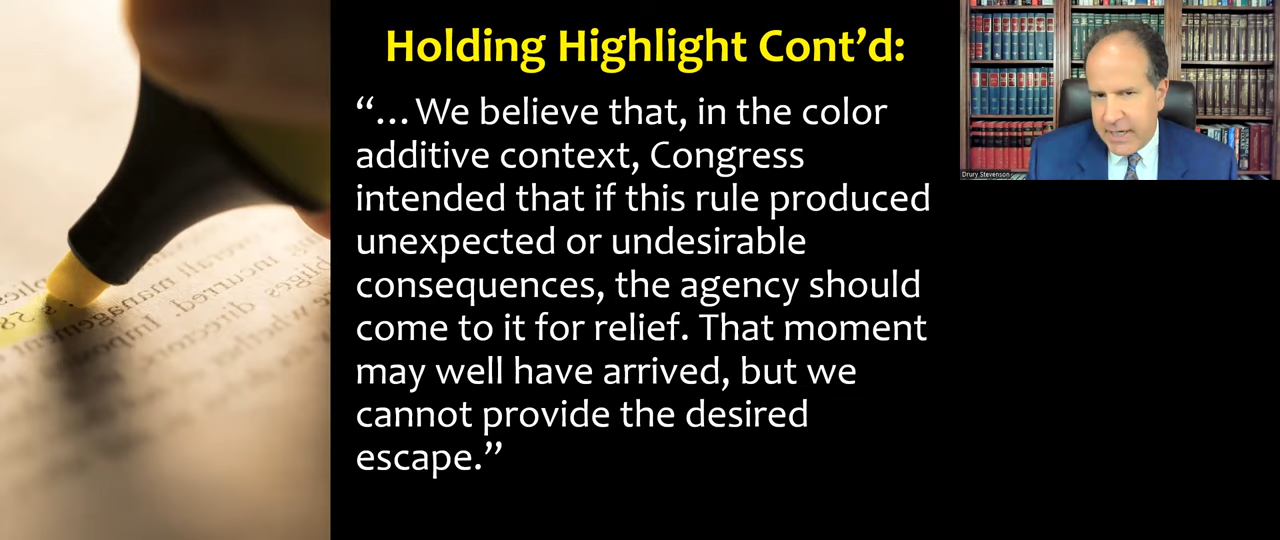 Holding Highlight Cont’d:
“… We believe that, in the color
additive context, Congress
intended that if this rule produced
unexpected or undesirable
consequences, the agency should
come to it for relief. That moment
may well have arrived, but we
cannot provide the desired
escape.”
Drury Stevenson